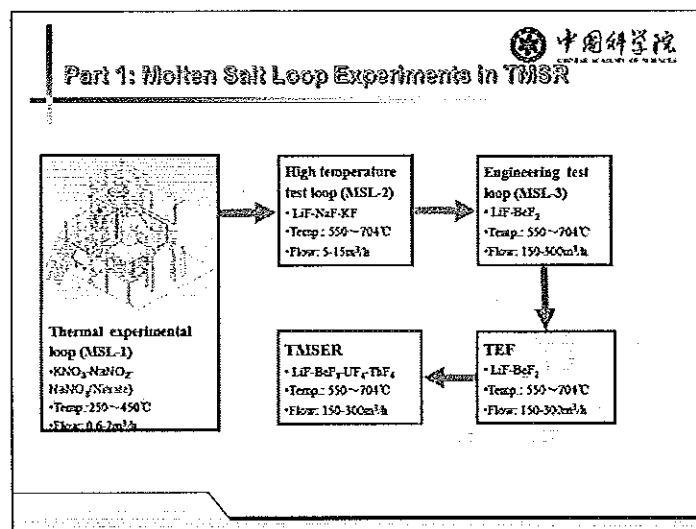 中国科学院
CHINESE ACADEMY OF SCIENCES
Part 1: Molten Salt Loop Experiments in TMSR
Thermal experimental
loop (MSL-1)
•KNO₃-NaNO₂-
NaNO₃(Nitrate)
•Temp.:250~450℃
•Flow: 0.6-2m³/h
High temperature
test loop (MSL-2)
•LiF-NaF-KF
•Temp.: 550~704℃
•Flow: 5-15m³/h
Engineering test
loop (MSL-3)
•LiF-BeF₂
•Temp.: 550~704℃
•Flow: 150-300m³/h
TMSER
•LiF-BeF₂-UF₄-ThF₄
•Temp.: 550~704℃
•Flow: 150-300m³/h
TEF
•LiF-BeF₂
•Temp.: 550~704℃
•Flow: 150-300m³/h